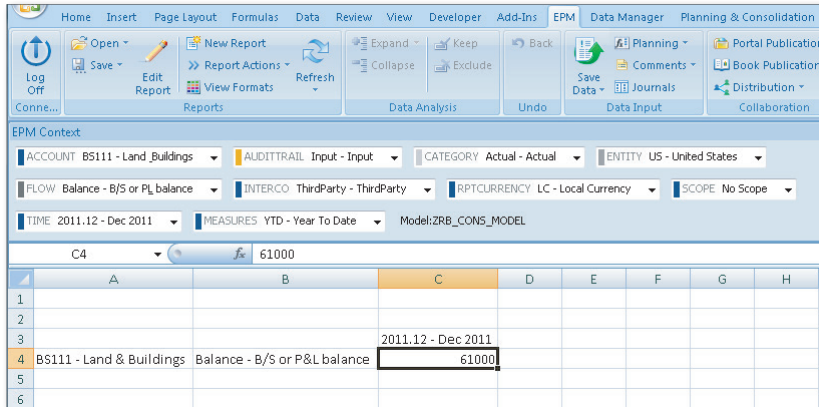 Home Insert Page Layout Formulas Data Review View Developer Add-Ins EPM Data Manager Planning & Consolidation
Log Off
Open
Save
Edit Report
New Report
Report Actions
View Formats
Refresh
Expand
Collapse
Keep
Exclude
Back
Save Data
Planning
Comments
Journals
Portal Publication
Book Publication
Distribution
Conne... Reports Data Analysis Undo Data Input Collaboration
EPM Context
ACCOUNT BS111 - Land _Buildings AUDITTRAIL Input - Input CATEGORY Actual - Actual ENTITY US - United States
FLOW Balance - B/S or PL balance INTERCO ThirdParty - ThirdParty RPTCURRENCY LC - Local Currency SCOPE No Scope
TIME 2011.12 - Dec 2011 MEASURES YTD - Year To Date Model:ZRB_CONS_MODEL
C4 fx 61000
A B C D E F G H
1
2
3 2011.12 - Dec 2011
4 BS111 - Land & Buildings Balance - B/S or P&L balance 61000
5
6